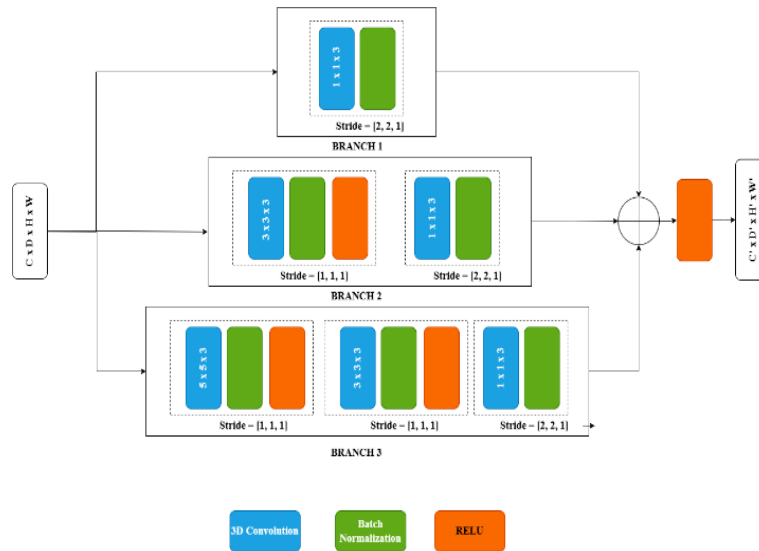 1 x 1 x 3
Stride = [2, 2, 1]
BRANCH 1
C x D x H x W
3 x 3 x 3
1 x 1 x 3
Stride = [1, 1, 1]
Stride = [2, 2, 1]
BRANCH 2
C' x D' x H' x W'
5 x 5 x 3
3 x 3 x 3
1 x 1 x 3
Stride = [1, 1, 1]
Stride = [1, 1, 1]
Stride = [2, 2, 1]
BRANCH 3
3D Convolution
Batch
Normalization
RELU